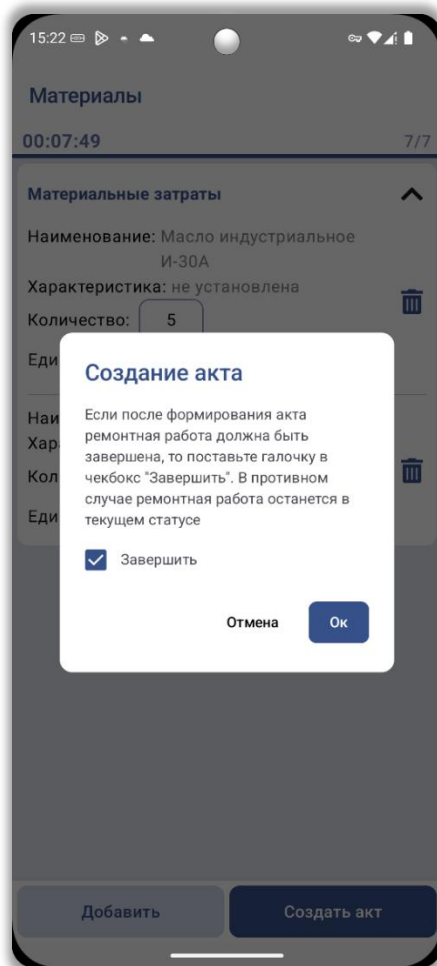 15:22
Материалы
00:07:49 7/7
Материальные затраты
Наименование: Масло индустриальное
И-30А
Характеристика: не установлена
Количество: 5
Еди
Создание акта
Если после формирования акта
ремонтная работа должна быть
завершена, то поставьте галочку в
чекбокс "Завершить". В противном
случае ремонтная работа останется в
текущем статусе
Наи
Хар
Кол
Еди
Завершить
Отмена Ок
Добавить Создать акт